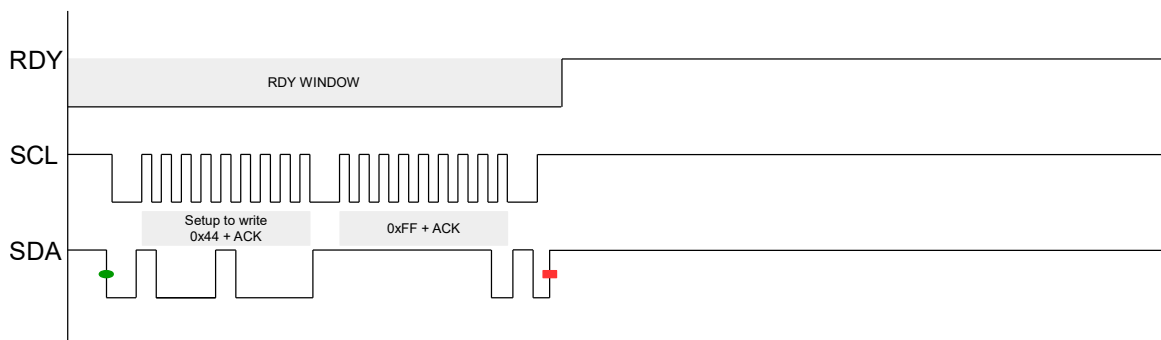 RDY
RDY WINDOW
SCL
Setup to write
0x44 + ACK
0xFF + ACK
SDA